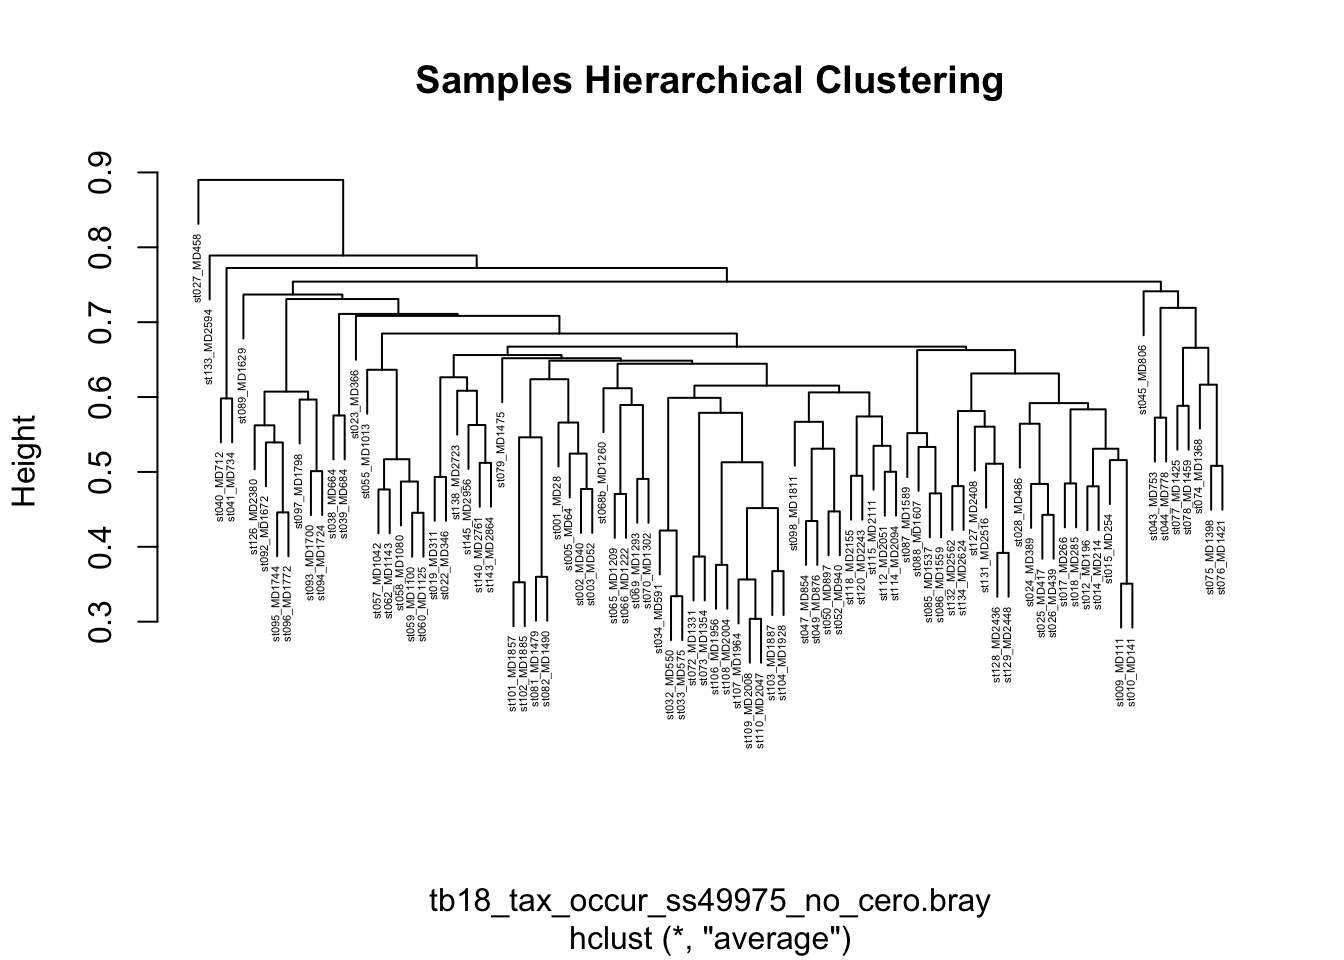 Samples Hierarchical Clustering
Height
0.9
0.8
0.7
0.6
0.5
0.4
0.3
st027_MD458
st133_MD2594
st040_MD712
st041_MD734
st089_MD1629
st126_MD2380
st092_MD1672
st095_MD1744
st096_MD1772
st097_MD1798
st093_MD1700
st094_MD1724
st038_MD664
st039_MD684
st023_MD366
st055_MD1013
st057_MD1042
st062_MD1143
st058_MD1080
st059_MD1100
st060_MD1125
st019_MD311
st022_MD346
st138_MD2723
st145_MD2956
st140_MD2761
st143_MD2864
st079_MD1475
st101_MD1857
st102_MD1885
st081_MD1479
st082_MD1490
st001_MD28
st005_MD64
st002_MD40
st003_MD52
st068b_MD1260
st065_MD1209
st066_MD1222
st069_MD1293
st070_MD1302
st034_MD591
st032_MD550
st033_MD575
st072_MD1331
st073_MD1354
st106_MD1956
st108_MD2004
st107_MD1964
st109_MD2008
st110_MD2047
st103_MD1887
st104_MD1928
st098_MD1811
st047_MD854
st049_MD876
st050_MD897
st052_MD940
st118_MD2155
st120_MD2243
st115_MD2111
st112_MD2051
st114_MD2094
st087_MD1589
st088_MD1607
st085_MD1537
st086_MD1559
st132_MD2562
st134_MD2624
st127_MD2408
st131_MD2516
st128_MD2436
st129_MD2448
st028_MD486
st024_MD389
st025_MD417
st026_MD439
st017_MD266
st018_MD285
st012_MD196
st014_MD214
st015_MD254
st009_MD111
st010_MD141
st045_MD806
st043_MD753
st044_MD778
st077_MD1425
st078_MD1459
st074_MD1368
st075_MD1398
st076_MD1421
tb18_tax_occur_ss49975_no_cero.bray
hclust (*, "average")